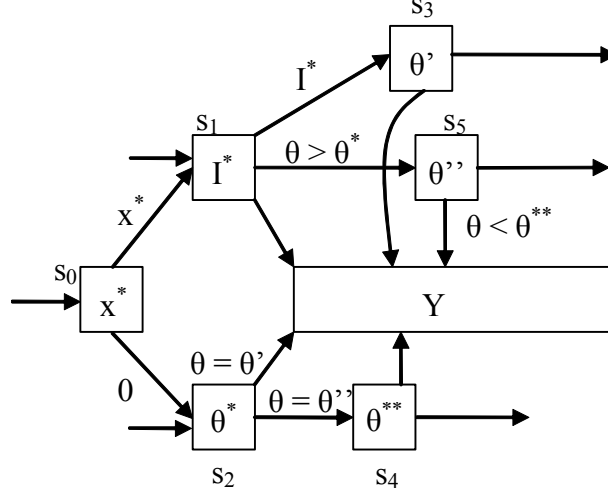 s₃
θ'
I*
s₁
s₅
I*
θ > θ*
θ''
x*
θ < θ**
s₀
x*
Y
θ = θ'
0
θ = θ''
θ*
θ**
s₂
s₄